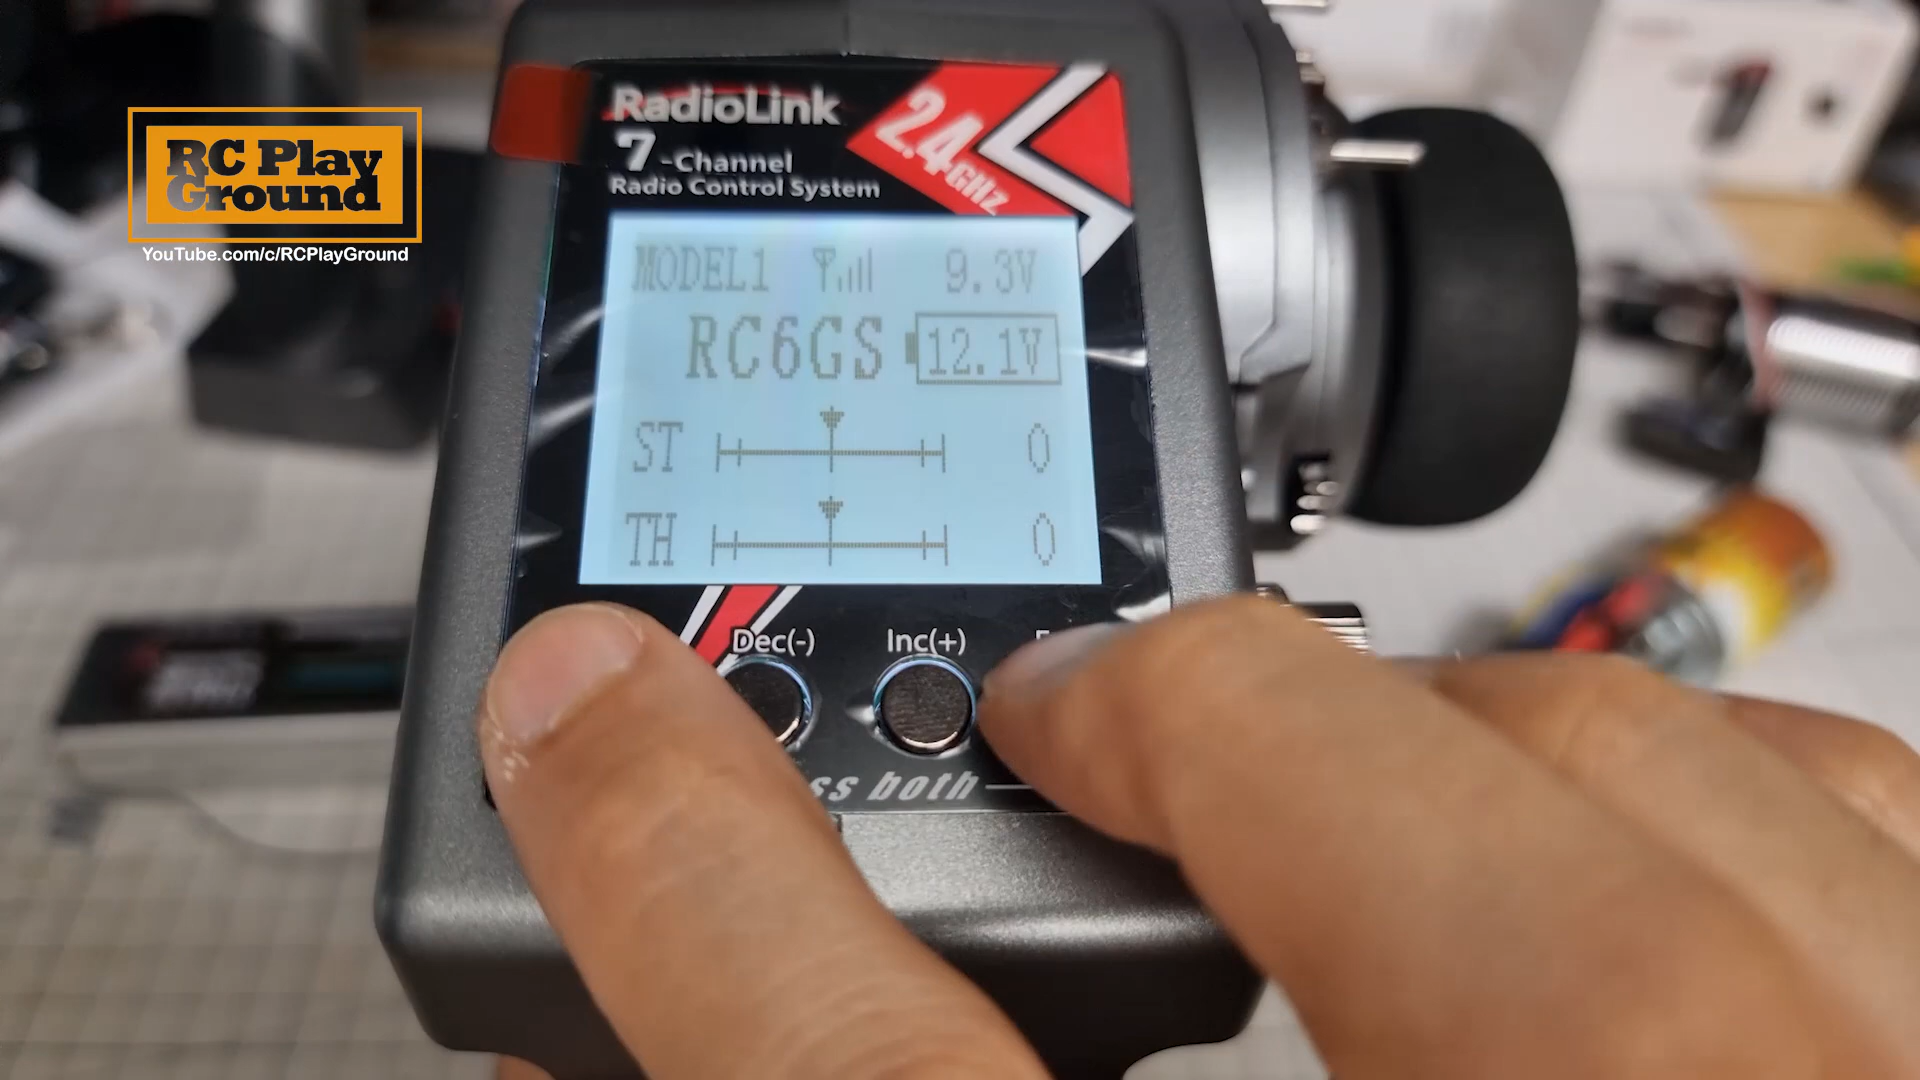 RC Play
Ground
YouTube.com/c/RCPlayGround
RadioLink
7-Channel
Radio Control System
2.4GHz
MODEL1 9.3V
RC6GS 12.1V
ST 0
TH 0
Dec(-) Inc(+)
both